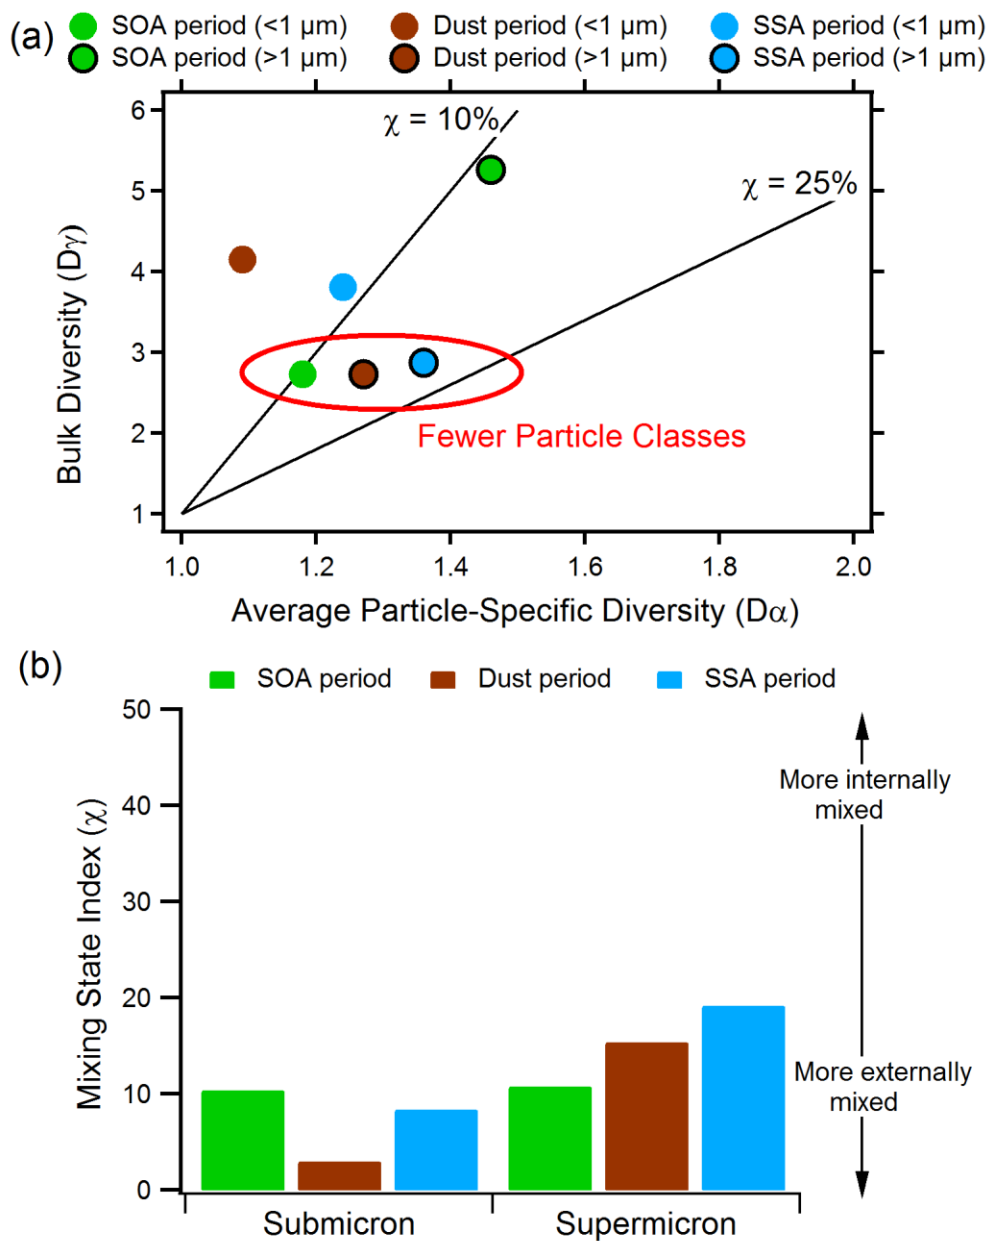 (a)
SOA period (<1 μm)
Dust period (<1 μm)
SSA period (<1 μm)
SOA period (>1 μm)
Dust period (>1 μm)
SSA period (>1 μm)
6
5
4
3
2
1
Bulk Diversity (Dγ)
χ = 10%
χ = 25%
Fewer Particle Classes
1.0
1.2
1.4
1.6
1.8
2.0
Average Particle-Specific Diversity (Dα)
(b)
SOA period
Dust period
SSA period
50
40
30
20
10
0
Mixing State Index (χ)
More internally
mixed
More externally
mixed
Submicron
Supermicron